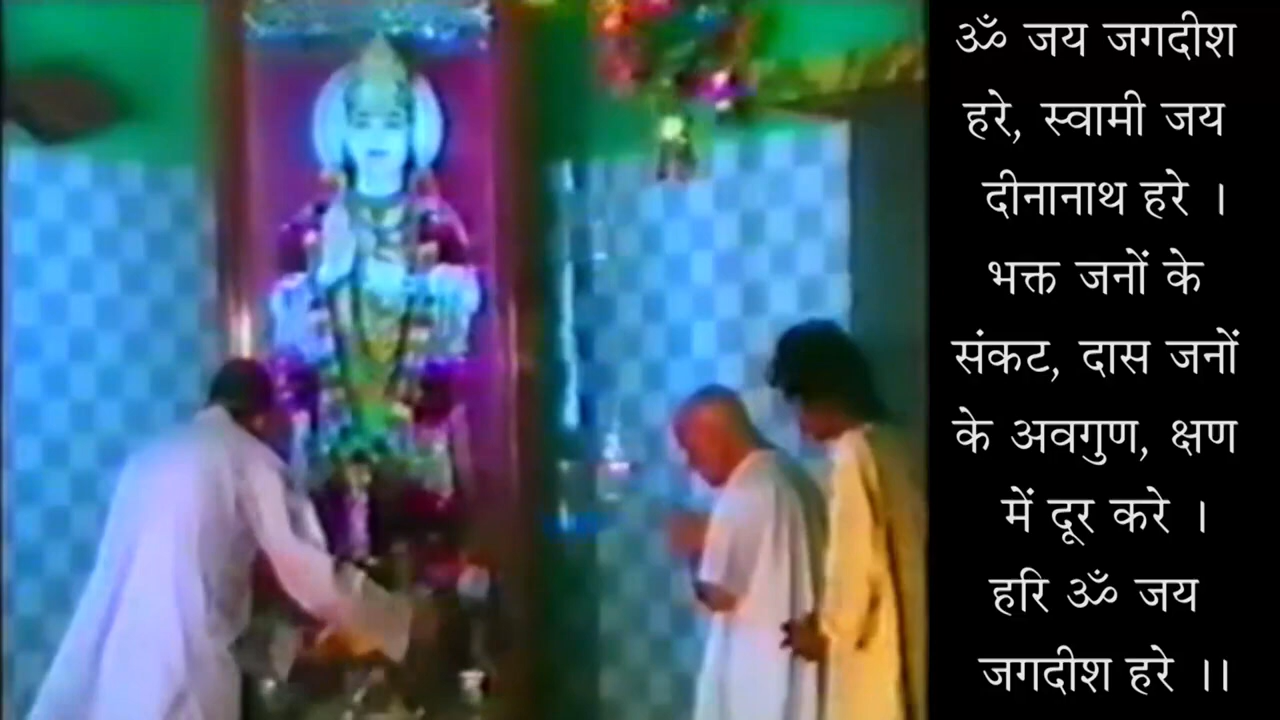 ॐ जय जगदीश
हरे, स्वामी जय
दीनानाथ हरे ।
भक्त जनों के
संकट, दास जनों
के अवगुण, क्षण
में दूर करे ।
हरि ॐ जय
जगदीश हरे ।।